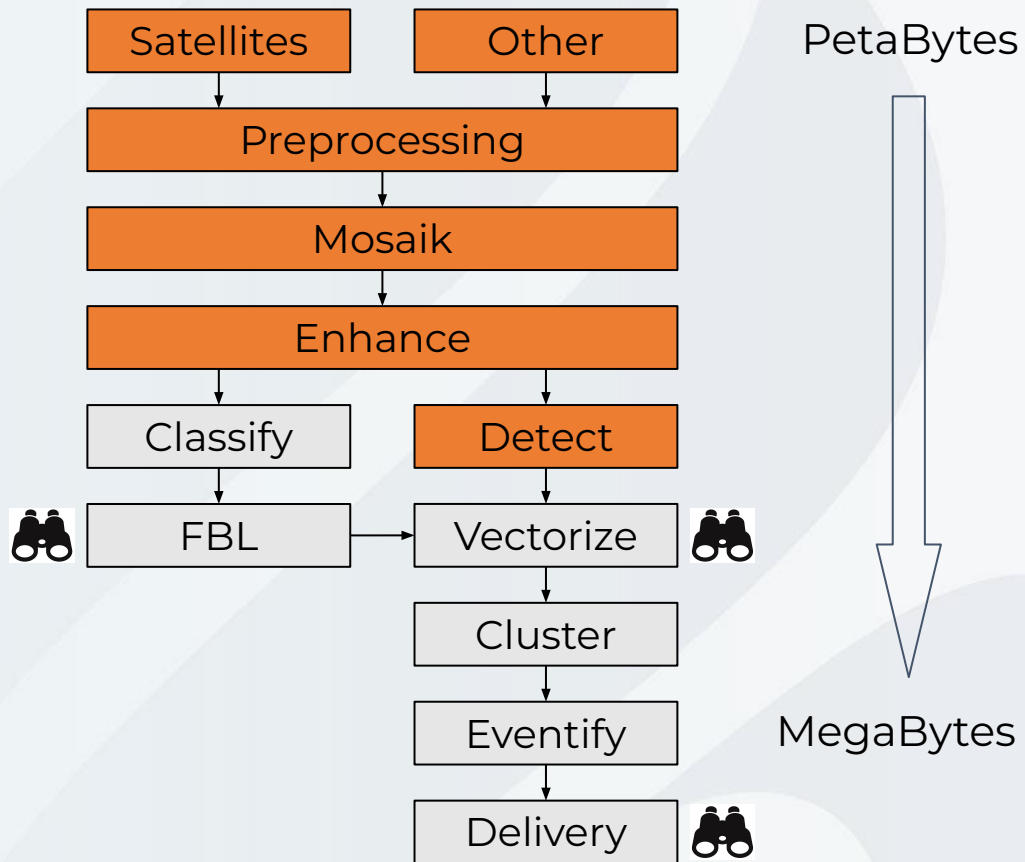 Satellites
Other
PetaBytes
Preprocessing
Mosaik
Enhance
Classify
Detect
FBL
Vectorize
Cluster
Eventify
MegaBytes
Delivery